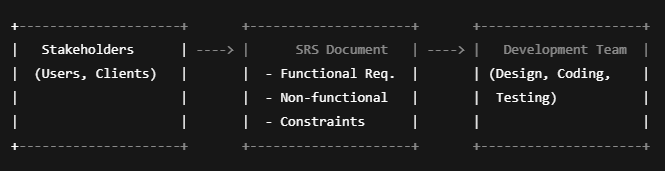 +---------------------+       +---------------------+       +---------------------+
|   Stakeholders      | ----> |      SRS Document   | ----> |   Development Team  |
|  (Users, Clients)   |       |  - Functional Req.  |       | (Design, Coding,    |
|                     |       |  - Non-functional   |       |  Testing)           |
|                     |       |  - Constraints      |       |                     |
+---------------------+       +---------------------+       +---------------------+